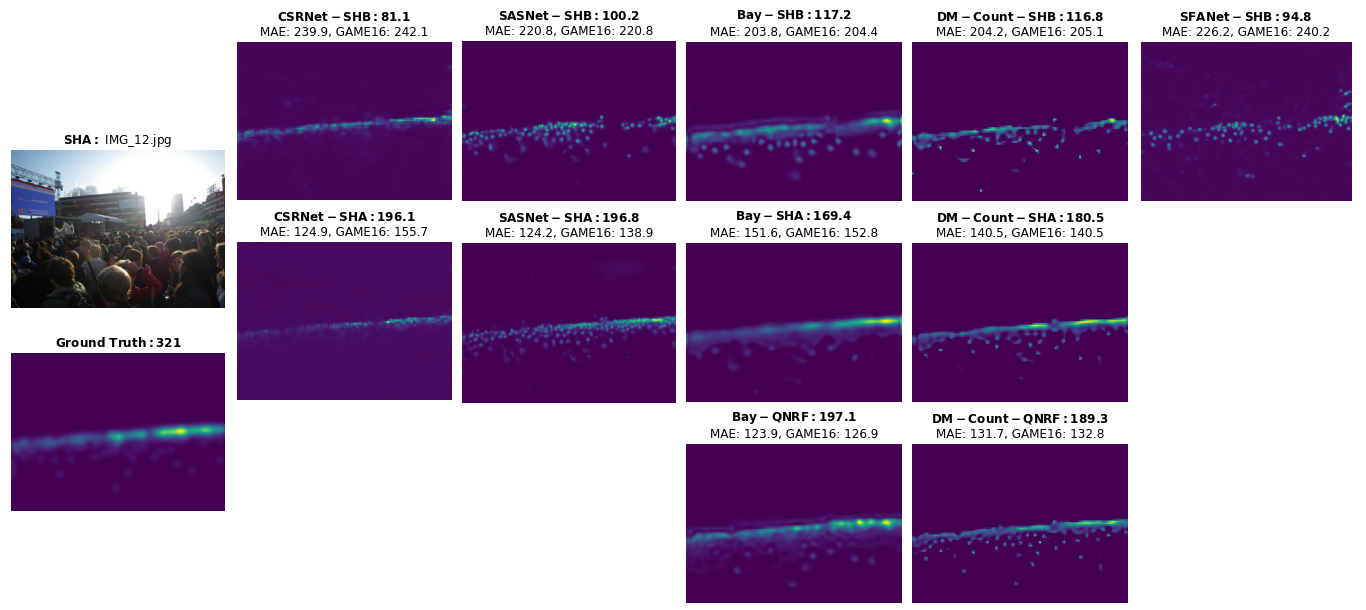 CSRNet − SHB : 81.1
MAE: 239.9, GAME16: 242.1
SASNet − SHB : 100.2
MAE: 220.8, GAME16: 220.8
Bay − SHB : 117.2
MAE: 203.8, GAME16: 204.4
DM − Count − SHB : 116.8
MAE: 204.2, GAME16: 205.1
SFANet − SHB : 94.8
MAE: 226.2, GAME16: 240.2
SHA : IMG_12.jpg
CSRNet − SHA : 196.1
MAE: 124.9, GAME16: 155.7
SASNet − SHA : 196.8
MAE: 124.2, GAME16: 138.9
Bay − SHA : 169.4
MAE: 151.6, GAME16: 152.8
DM − Count − SHA : 180.5
MAE: 140.5, GAME16: 140.5
Ground Truth : 321
Bay − QNRF : 197.1
MAE: 123.9, GAME16: 126.9
DM − Count − QNRF : 189.3
MAE: 131.7, GAME16: 132.8